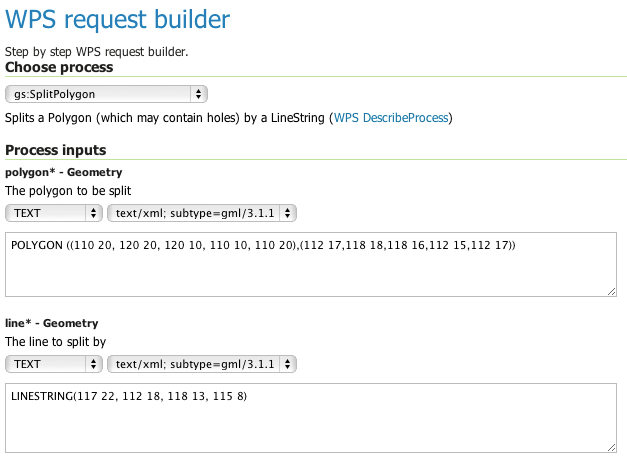 WPS request builder
Step by step WPS request builder.
Choose process
gs:SplitPolygon
Splits a Polygon (which may contain holes) by a LineString (WPS DescribeProcess)
Process inputs
polygon* - Geometry
The polygon to be split
TEXT text/xml; subtype=gml/3.1.1
POLYGON ((110 20, 120 20, 120 10, 110 10, 110 20),(112 17,118 18,118 16,112 15,112 17))
line* - Geometry
The line to split by
TEXT text/xml; subtype=gml/3.1.1
LINESTRING(117 22, 112 18, 118 13, 115 8)